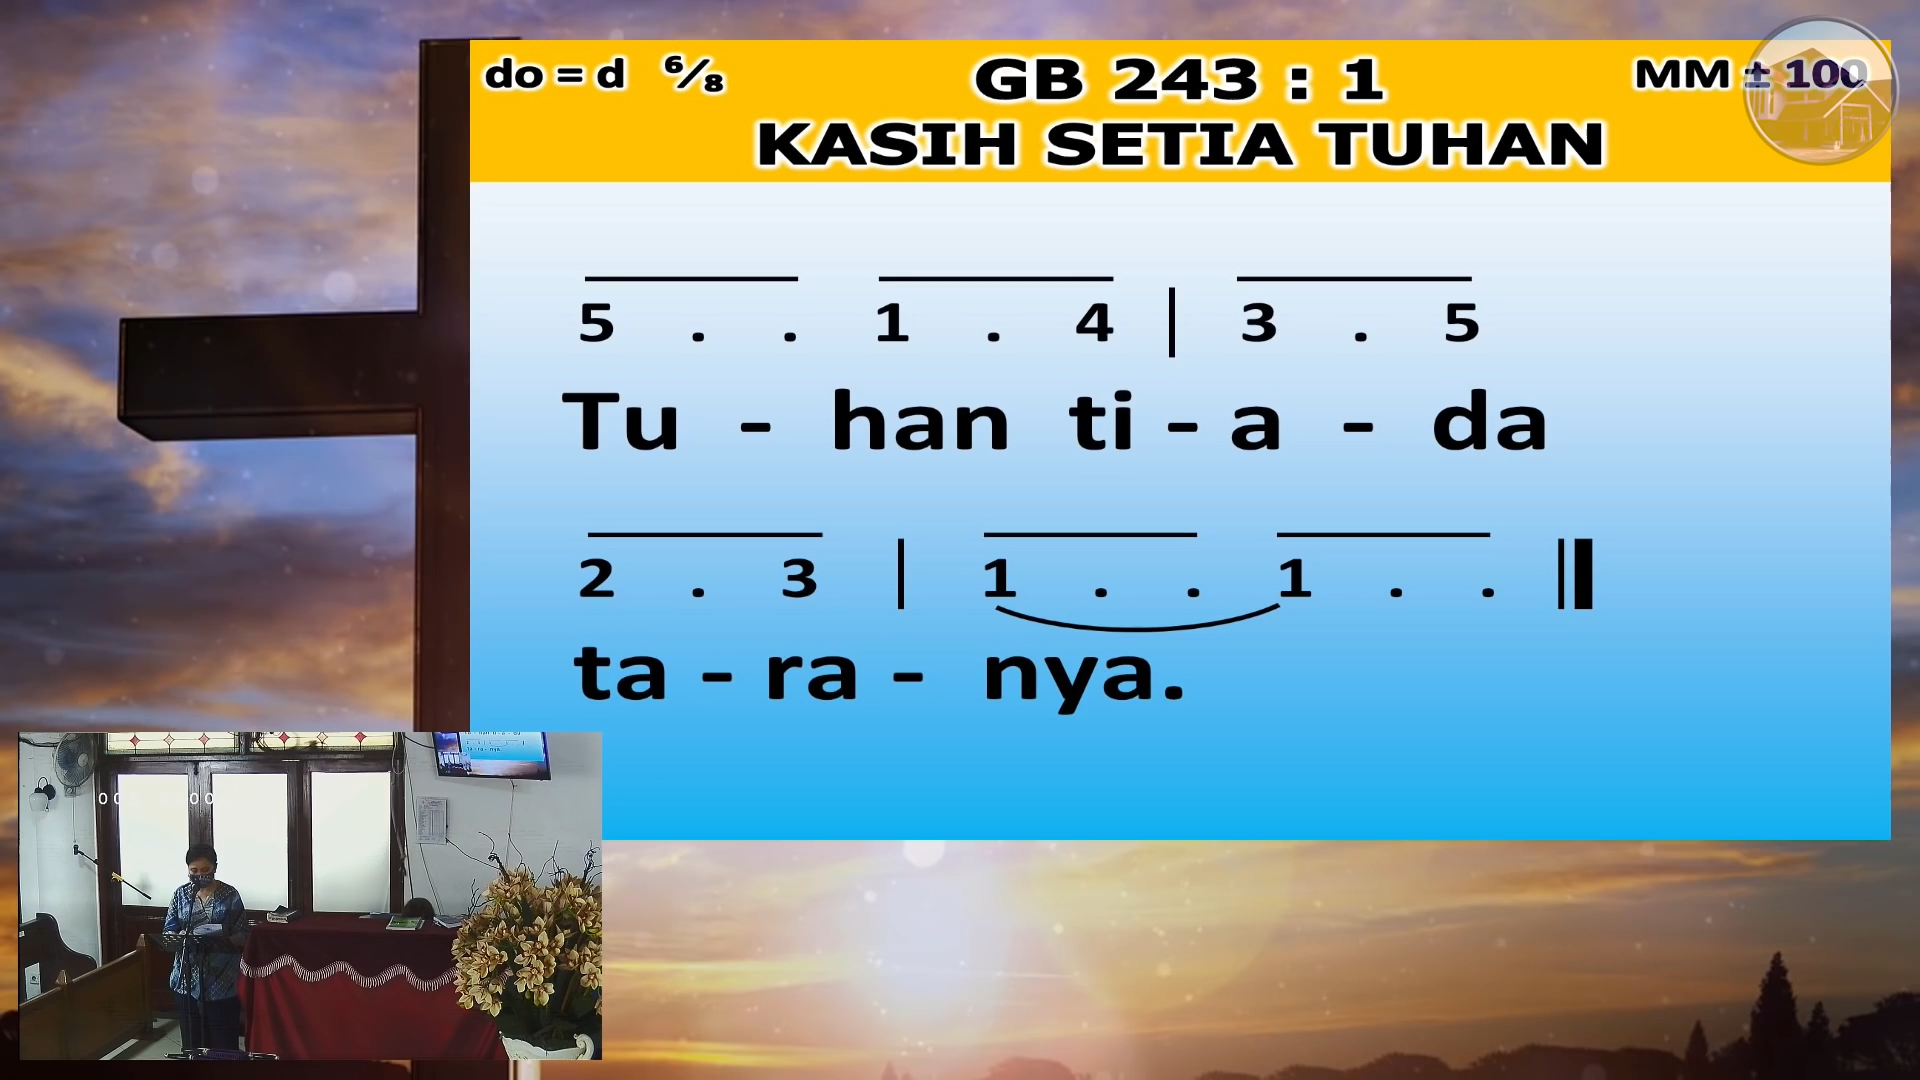 do = d 6/8 GB 243 : 1 MM ± 100
KASIH SETIA TUHAN
5 . . 1 . 4 | 3 . 5
Tu - han ti - a - da
2 . 3 | 1 . . 1 . . ||
ta - ra - nya.